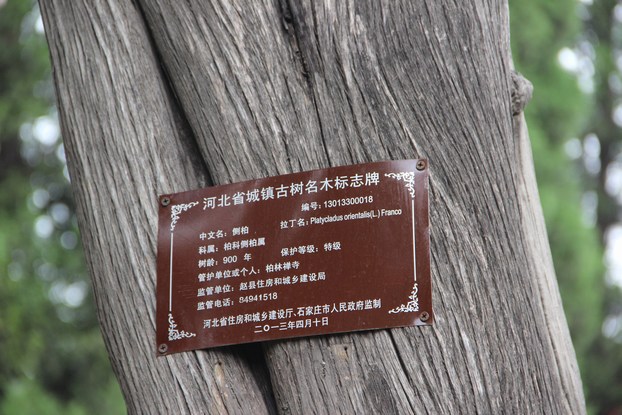 河北省城镇古树名木标志牌
编号: 13013300018
中文名: 侧柏 拉丁名: Platycladus orientalis(L.) Franco
科属: 柏科侧柏属
树龄: 900 年 保护等级: 特级
管护单位或个人: 柏林禅寺
监管单位: 赵县住房和城乡建设局
监管电话: 84941518
河北省住房和城乡建设厅、石家庄市人民政府监制
二〇一三年四月十日